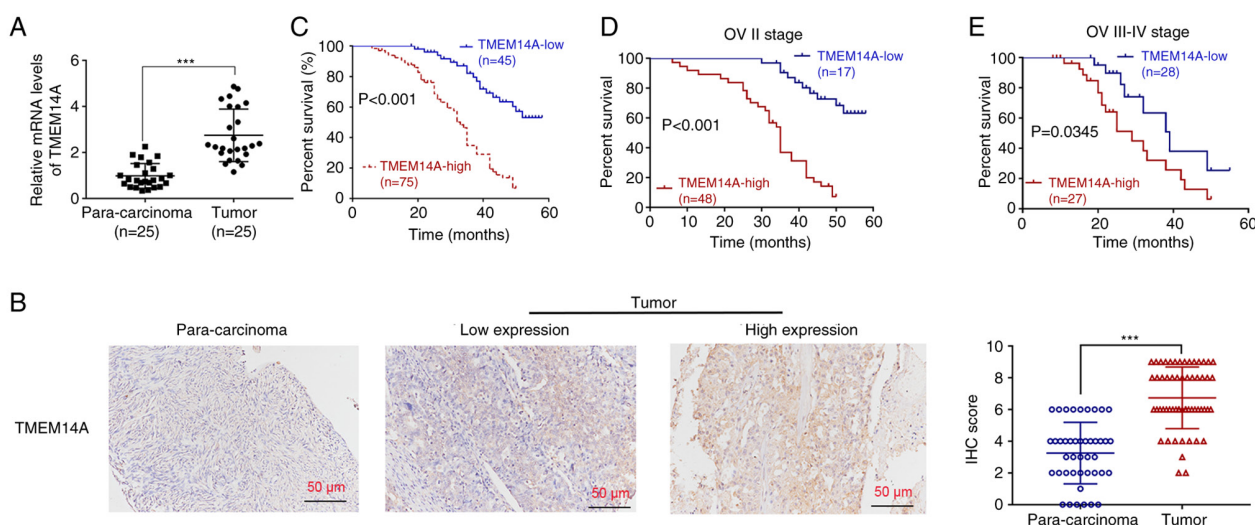 A
Relative mRNA levels
of TMEM14A
6
4
2
0
***
Para-carcinoma
(n=25)
Tumor
(n=25)
C
Percent survival (%)
100
80
60
40
20
0
0 20 40 60
Time (months)
TMEM14A-low
(n=45)
P<0.001
TMEM14A-high
(n=75)
D
OV II stage
Percent survival
100
80
60
40
20
0
0 10 20 30 40 50 60
Time (months)
TMEM14A-low
(n=17)
P<0.001
TMEM14A-high
(n=48)
E
OV III-IV stage
Percent survival
100
80
60
40
20
0
0 20 40 60
Time (months)
TMEM14A-low
(n=28)
P=0.0345
TMEM14A-high
(n=27)
B
Tumor
Para-carcinoma
Low expression
High expression
TMEM14A
50 µm
50 µm
50 µm
IHC score
10
8
6
4
2
0
***
Para-carcinoma
Tumor